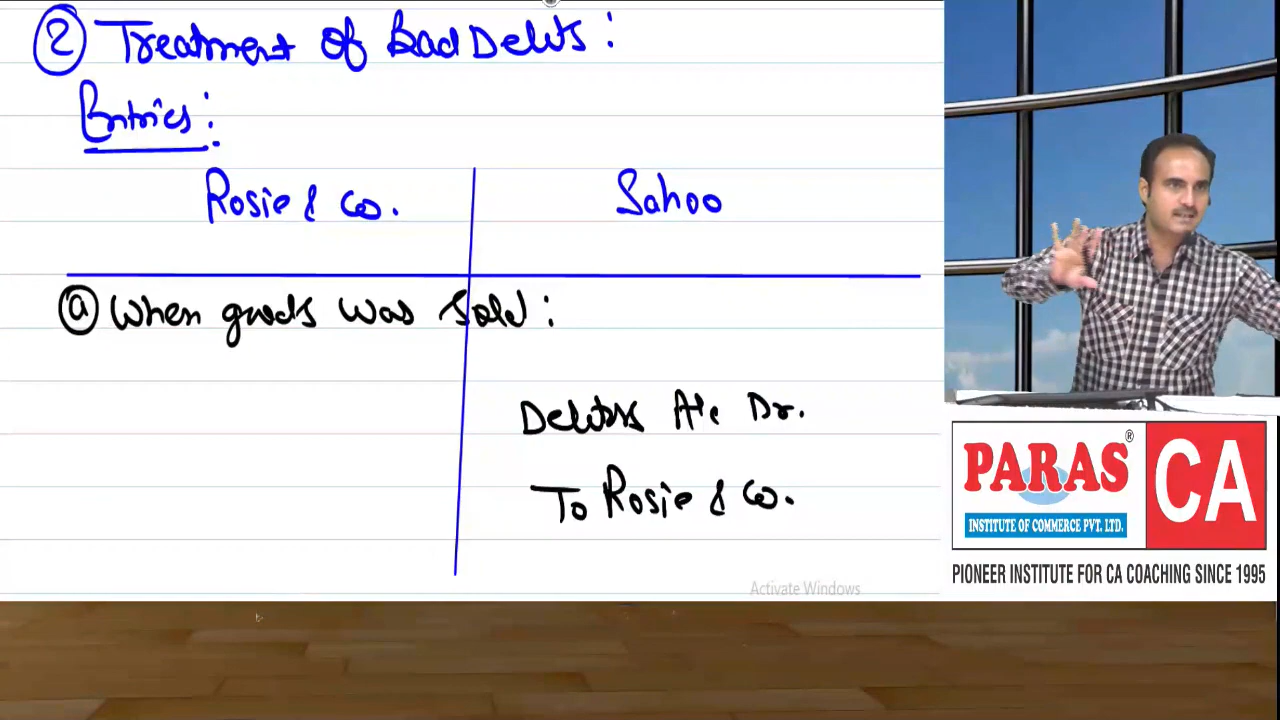 ② Treatment of Bad Debts :
Entries :
Rosie & Co.
Sahoo
ⓐ When goods was sold :
Debtors A/c Dr.
To Rosie & Co.
Activate Windows
PARAS®
CA
INSTITUTE OF COMMERCE PVT. LTD.
PIONEER INSTITUTE FOR CA COACHING SINCE 1995